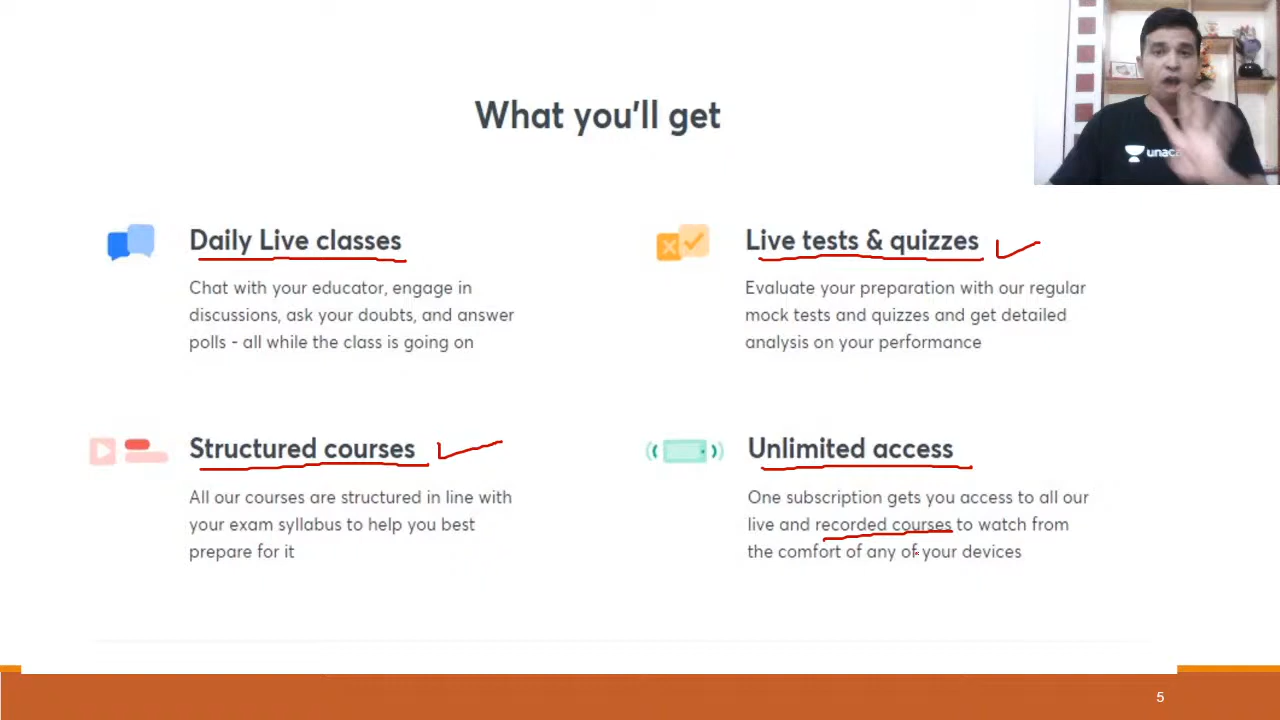 What you'll get
Daily Live classes
Chat with your educator, engage in
discussions, ask your doubts, and answer
polls - all while the class is going on
Live tests & quizzes
Evaluate your preparation with our regular
mock tests and quizzes and get detailed
analysis on your performance
Structured courses
All our courses are structured in line with
your exam syllabus to help you best
prepare for it
Unlimited access
One subscription gets you access to all our
live and recorded courses to watch from
the comfort of any of your devices
5